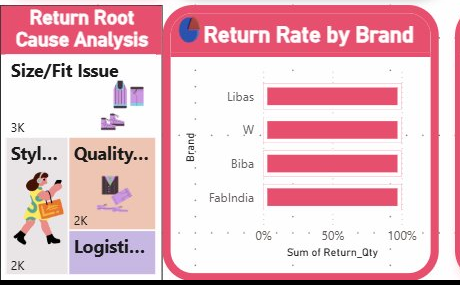 Return Root
Cause Analysis
Size/Fit Issue
3K
Styl...
2K
Quality...
2K
Logisti...
Return Rate by Brand
Brand
Libas
W
Biba
FabIndia
0%
50%
100%
Sum of Return_Qty